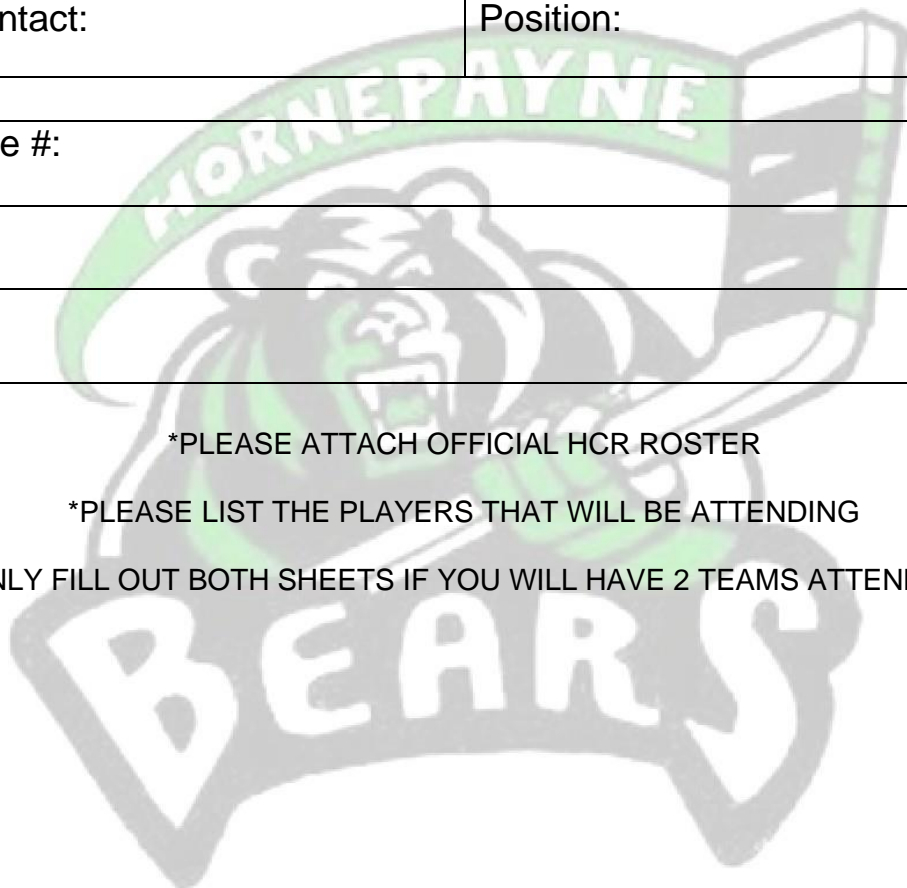 ntact: Position:
HORNEPAYNE
e #:
*PLEASE ATTACH OFFICIAL HCR ROSTER
*PLEASE LIST THE PLAYERS THAT WILL BE ATTENDING
NLY FILL OUT BOTH SHEETS IF YOU WILL HAVE 2 TEAMS ATTEN
BEARS